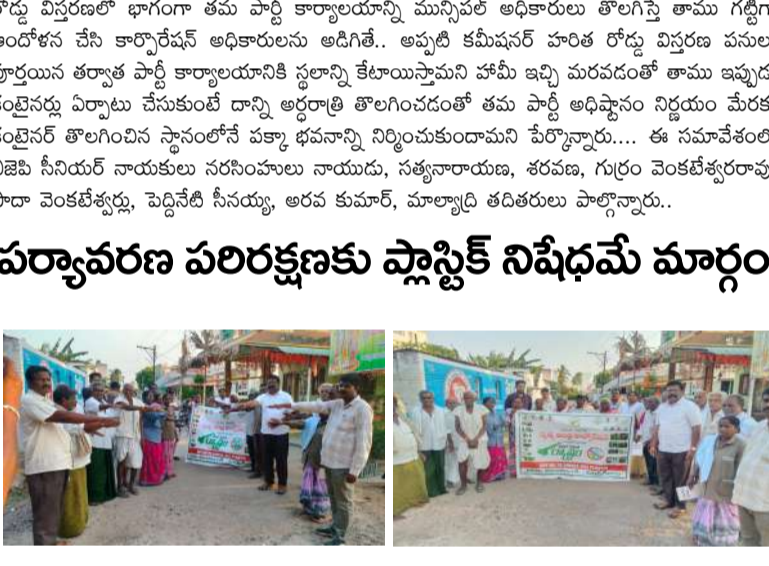 రోడ్డు విస్తరణలో భాగంగా తమ పార్టీ కార్యాలయాన్ని మున్సిపల్ అధికారులు తొలగిస్తే తాము గట్టిగా
ఆందోళన చేసి కార్పొరేషన్ అధికారులను అడిగితే.. అప్పటి కమీషనర్ హరిత రోడ్డు విస్తరణ పనుల
పూర్తయిన తర్వాత పార్టీ కార్యాలయానికి స్థలాన్ని కేటాయిస్తామని హామీ ఇచ్చి మరవడంతో తాము ఇప్పుడు
కంటైనర్లు ఏర్పాటు చేసుకుంటే దాన్ని అర్ధరాత్రి తొలగించడంతో తమ పార్టీ అధిష్టానం నిర్ణయం మేరక
కంటైనర్ తొలగించిన స్థానంలోనే పక్కా భవనాన్ని నిర్మించుకుందామని పేర్కొన్నారు.... ఈ సమావేశంలో
బిజెపి సీనియర్ నాయకులు నరసింహులు నాయుడు, సత్యనారాయణ, శరవణ, గుర్రం వెంకటేశ్వరరావు
పాదా వెంకటేశ్వర్లు, పెద్దినేటి సీనయ్య, అరవ కుమార్, మాల్యాద్రి తదితరులు పాల్గొన్నారు..
పర్యావరణ పరిరక్షణకు ప్లాస్టిక్ నిషేధమే మార్గం